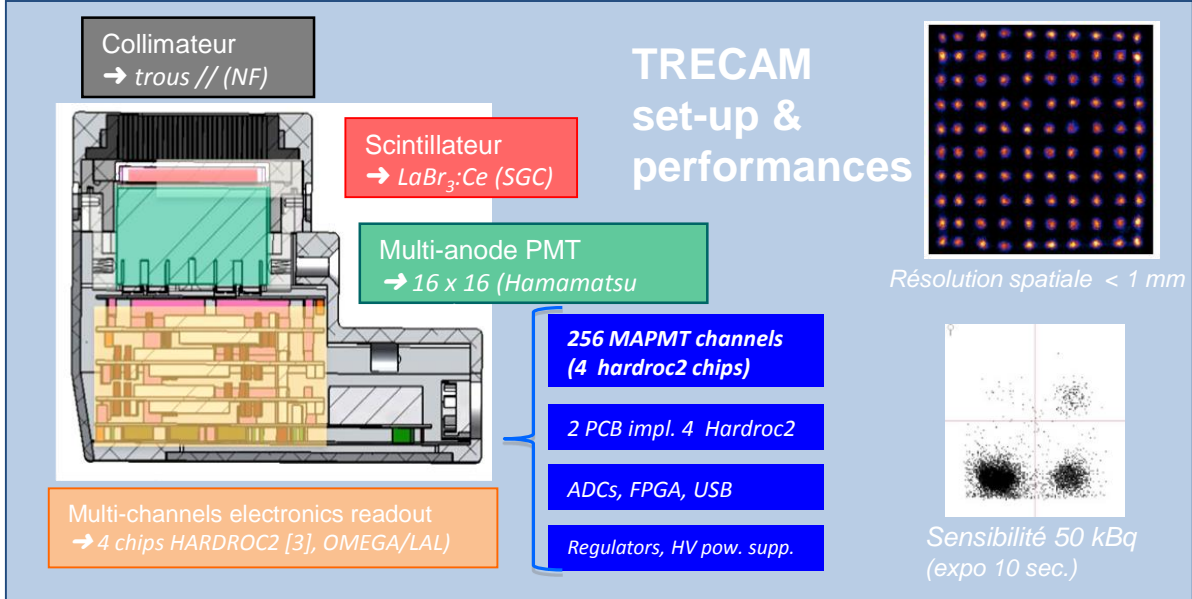 Collimateur
➔ trous // (NF)
TRECAM
set-up &
performances
Scintillateur
➔ LaBr₃:Ce (SGC)
Multi-anode PMT
➔ 16 x 16 (Hamamatsu
Résolution spatiale < 1 mm
256 MAPMT channels
(4 hardroc2 chips)
2 PCB impl. 4 Hardroc2
ADCs, FPGA, USB
Regulators, HV pow. supp.
Multi-channels electronics readout
➔ 4 chips HARDROC2 [3], OMEGA/LAL)
Sensibilité 50 kBq
(expo 10 sec.)